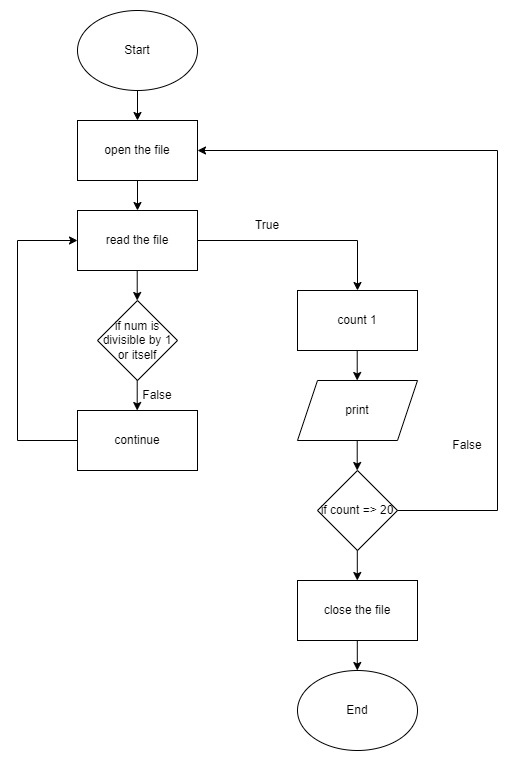 Start
open the file
read the file
True
if num is
divisible by 1
or itself
False
continue
count 1
print
False
if count => 20
close the file
End